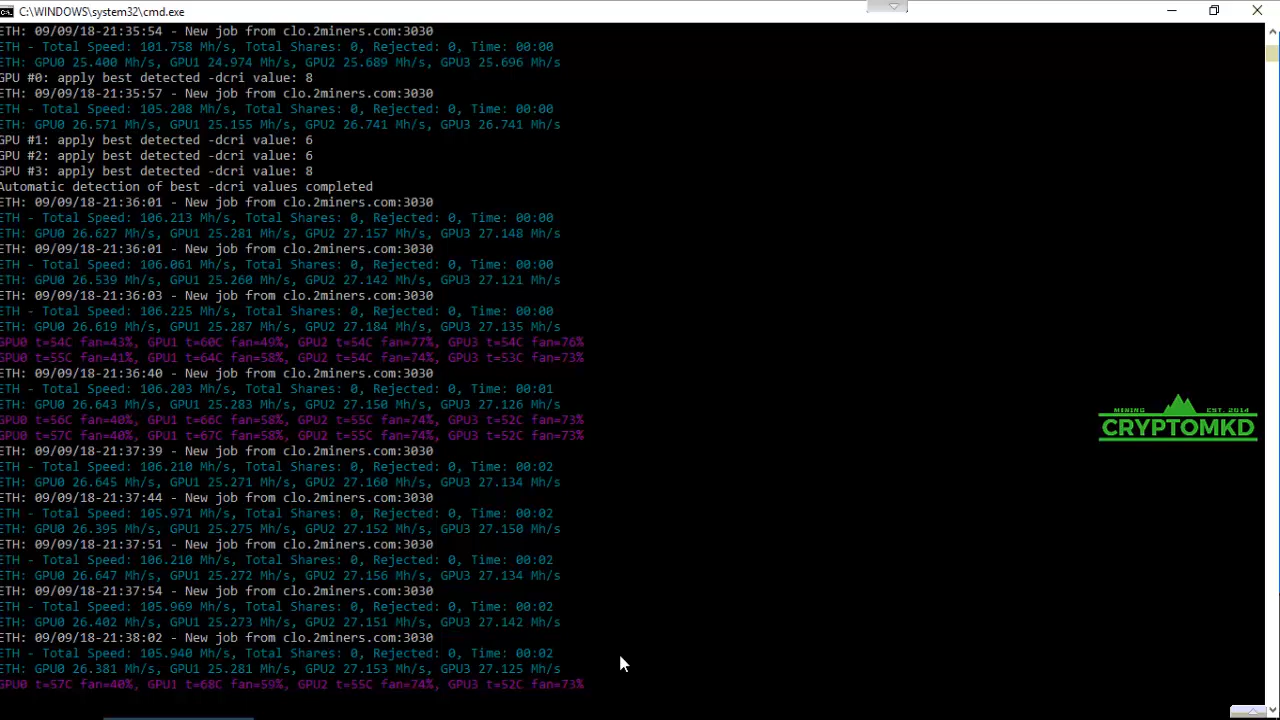 C:\WINDOWS\system32\cmd.exe
ETH: 09/09/18-21:35:54 - New job from clo.2miners.com:3030
ETH - Total Speed: 101.758 Mh/s, Total Shares: 0, Rejected: 0, Time: 00:00
ETH: GPU0 25.400 Mh/s, GPU1 24.974 Mh/s, GPU2 25.689 Mh/s, GPU3 25.696 Mh/s
GPU #0: apply best detected -dcri value: 8
ETH: 09/09/18-21:35:57 - New job from clo.2miners.com:3030
ETH - Total Speed: 105.208 Mh/s, Total Shares: 0, Rejected: 0, Time: 00:00
ETH: GPU0 26.571 Mh/s, GPU1 25.155 Mh/s, GPU2 26.741 Mh/s, GPU3 26.741 Mh/s
GPU #1: apply best detected -dcri value: 6
GPU #2: apply best detected -dcri value: 6
GPU #3: apply best detected -dcri value: 8
Automatic detection of best -dcri values completed
ETH: 09/09/18-21:36:01 - New job from clo.2miners.com:3030
ETH - Total Speed: 106.213 Mh/s, Total Shares: 0, Rejected: 0, Time: 00:00
ETH: GPU0 26.627 Mh/s, GPU1 25.281 Mh/s, GPU2 27.157 Mh/s, GPU3 27.148 Mh/s
ETH: 09/09/18-21:36:01 - New job from clo.2miners.com:3030
ETH - Total Speed: 106.061 Mh/s, Total Shares: 0, Rejected: 0, Time: 00:00
ETH: GPU0 26.539 Mh/s, GPU1 25.260 Mh/s, GPU2 27.142 Mh/s, GPU3 27.121 Mh/s
ETH: 09/09/18-21:36:03 - New job from clo.2miners.com:3030
ETH - Total Speed: 106.225 Mh/s, Total Shares: 0, Rejected: 0, Time: 00:00
ETH: GPU0 26.619 Mh/s, GPU1 25.287 Mh/s, GPU2 27.184 Mh/s, GPU3 27.135 Mh/s
GPU0 t=54C fan=43%, GPU1 t=60C fan=49%, GPU2 t=54C fan=77%, GPU3 t=54C fan=76%
GPU0 t=55C fan=41%, GPU1 t=64C fan=58%, GPU2 t=54C fan=74%, GPU3 t=53C fan=73%
ETH: 09/09/18-21:36:40 - New job from clo.2miners.com:3030
ETH - Total Speed: 106.203 Mh/s, Total Shares: 0, Rejected: 0, Time: 00:01
ETH: GPU0 26.643 Mh/s, GPU1 25.283 Mh/s, GPU2 27.150 Mh/s, GPU3 27.126 Mh/s
GPU0 t=56C fan=40%, GPU1 t=66C fan=58%, GPU2 t=55C fan=74%, GPU3 t=52C fan=73%
GPU0 t=57C fan=40%, GPU1 t=67C fan=58%, GPU2 t=55C fan=74%, GPU3 t=52C fan=73%
ETH: 09/09/18-21:37:39 - New job from clo.2miners.com:3030
ETH - Total Speed: 106.210 Mh/s, Total Shares: 0, Rejected: 0, Time: 00:02
ETH: GPU0 26.645 Mh/s, GPU1 25.271 Mh/s, GPU2 27.160 Mh/s, GPU3 27.134 Mh/s
ETH: 09/09/18-21:37:44 - New job from clo.2miners.com:3030
ETH - Total Speed: 105.971 Mh/s, Total Shares: 0, Rejected: 0, Time: 00:02
ETH: GPU0 26.395 Mh/s, GPU1 25.275 Mh/s, GPU2 27.152 Mh/s, GPU3 27.150 Mh/s
ETH: 09/09/18-21:37:51 - New job from clo.2miners.com:3030
ETH - Total Speed: 106.210 Mh/s, Total Shares: 0, Rejected: 0, Time: 00:02
ETH: GPU0 26.647 Mh/s, GPU1 25.272 Mh/s, GPU2 27.156 Mh/s, GPU3 27.134 Mh/s
ETH: 09/09/18-21:37:54 - New job from clo.2miners.com:3030
ETH - Total Speed: 105.969 Mh/s, Total Shares: 0, Rejected: 0, Time: 00:02
ETH: GPU0 26.402 Mh/s, GPU1 25.273 Mh/s, GPU2 27.151 Mh/s, GPU3 27.142 Mh/s
ETH: 09/09/18-21:38:02 - New job from clo.2miners.com:3030
ETH - Total Speed: 105.940 Mh/s, Total Shares: 0, Rejected: 0, Time: 00:02
ETH: GPU0 26.381 Mh/s, GPU1 25.281 Mh/s, GPU2 27.153 Mh/s, GPU3 27.125 Mh/s
GPU0 t=57C fan=40%, GPU1 t=68C fan=59%, GPU2 t=55C fan=74%, GPU3 t=52C fan=73%
MINING EST. 2014
CRYPTOMKD